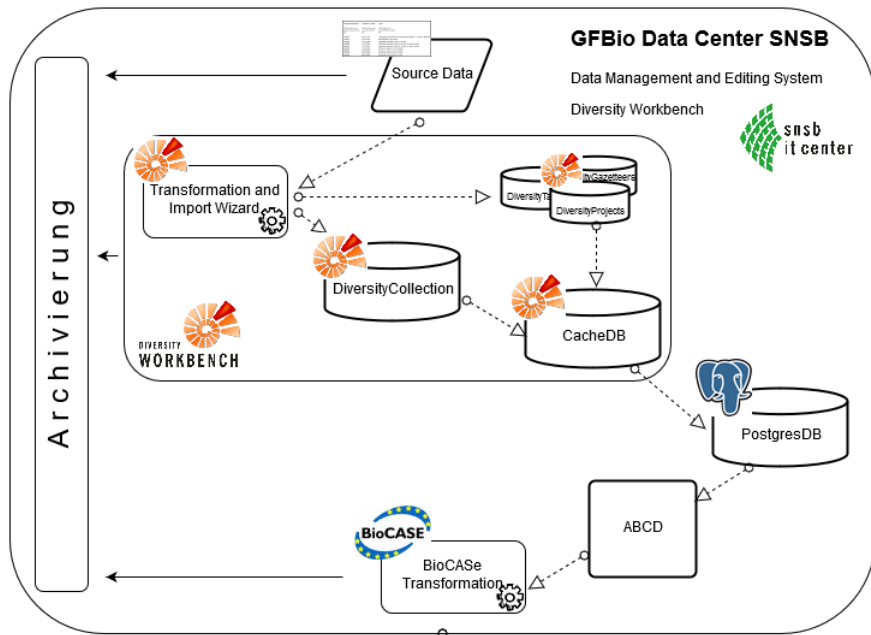 GFBio Data Center SNSB
Data Management and Editing System
Diversity Workbench
snsb
it center
Source Data
Archivierung
Transformation and
Import Wizard
DiversityProjects
DiversityCollection
CacheDB
DIVERSITY
WORKBENCH
PostgresDB
ABCD
BioCASE
BioCASe
Transformation